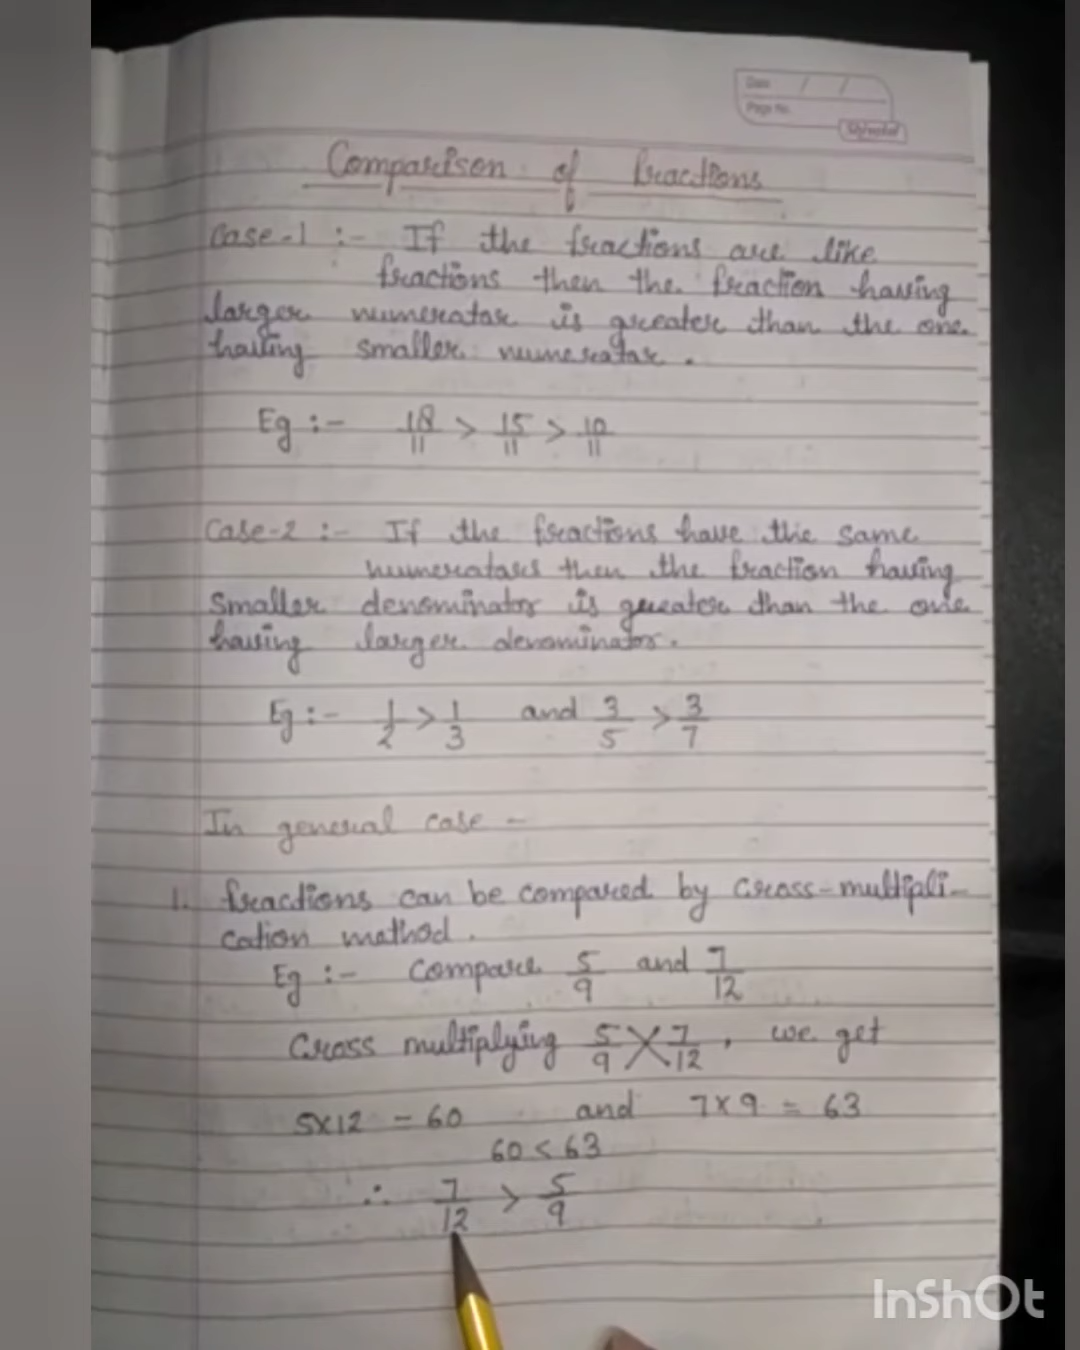 Date / /
Page No.
Comparison of fractions
Case-1 :- If the fractions are like
fractions then the fraction having
larger numerator is greater than the one
having smaller numerator.
Eg :- 18/11 > 15/11 > 10/11
Case-2 :- If the fractions have the same
numerators then the fraction having
smaller denominator is greater than the one
having larger denominator.
Eg :- 1/2 > 1/3 and 3/5 > 3/7
In general case -
1. fractions can be compared by cross-multipli-
cation method.
Eg :- Compare 5/9 and 7/12
Cross multiplying 5/9 X 7/12, we get
5x12 = 60 and 7x9 = 63
60 < 63
∴ 7/12 > 5/9
InShOt